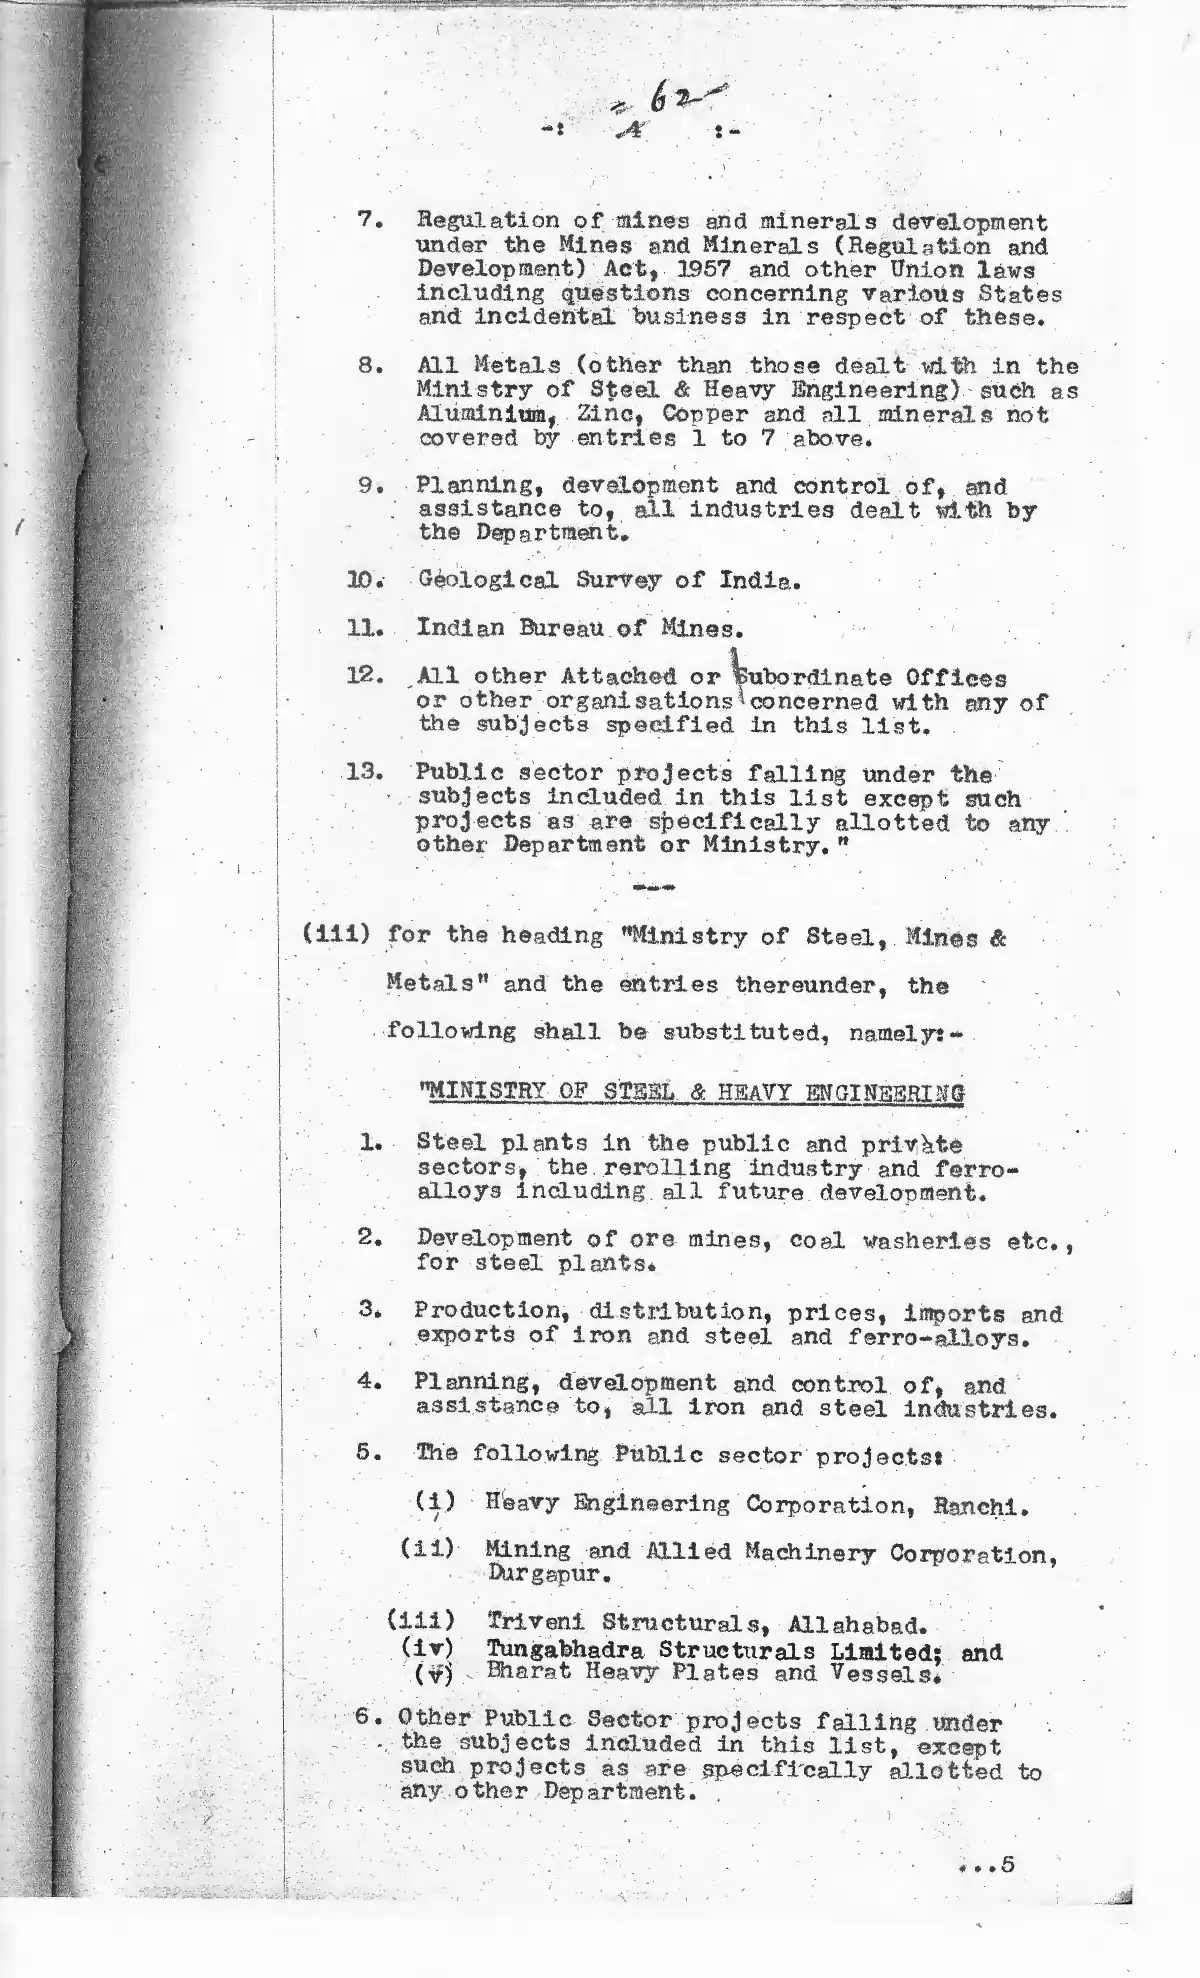 = 62 -
-: 4 :-
7. Regulation of mines and minerals development
under the Mines and Minerals (Regulation and
Development) Act, 1957 and other Union laws
including questions concerning various States
and incidental business in respect of these.
8. All Metals (other than those dealt with in the
Ministry of Steel & Heavy Engineering) such as
Aluminium, Zinc, Copper and all minerals not
covered by entries 1 to 7 above.
9. Planning, development and control of, and
assistance to, all industries dealt with by
the Department.
10. Geological Survey of India.
11. Indian Bureau of Mines.
12. All other Attached or Subordinate Offices
or other organisations concerned with any of
the subjects specified in this list.
13. Public sector projects falling under the
subjects included in this list except such
projects as are specifically allotted to any
other Department or Ministry."
---
(iii) for the heading "Ministry of Steel, Mines &
Metals" and the entries thereunder, the
following shall be substituted, namely:-
"MINISTRY OF STEEL & HEAVY ENGINEERING
1. Steel plants in the public and private
sectors, the rerolling industry and ferro-
alloys including all future development.
2. Development of ore mines, coal washeries etc.,
for steel plants.
3. Production, distribution, prices, imports and
exports of iron and steel and ferro-alloys.
4. Planning, development and control of, and
assistance to, all iron and steel industries.
5. The following Public sector projects:
(i) Heavy Engineering Corporation, Ranchi.
(ii) Mining and Allied Machinery Corporation,
Durgapur.
(iii) Triveni Structurals, Allahabad.
(iv) Tungabhadra Structurals Limited; and
(v) Bharat Heavy Plates and Vessels.
6. Other Public Sector projects falling under
the subjects included in this list, except
such projects as are specifically allotted to
any other Department.
...5